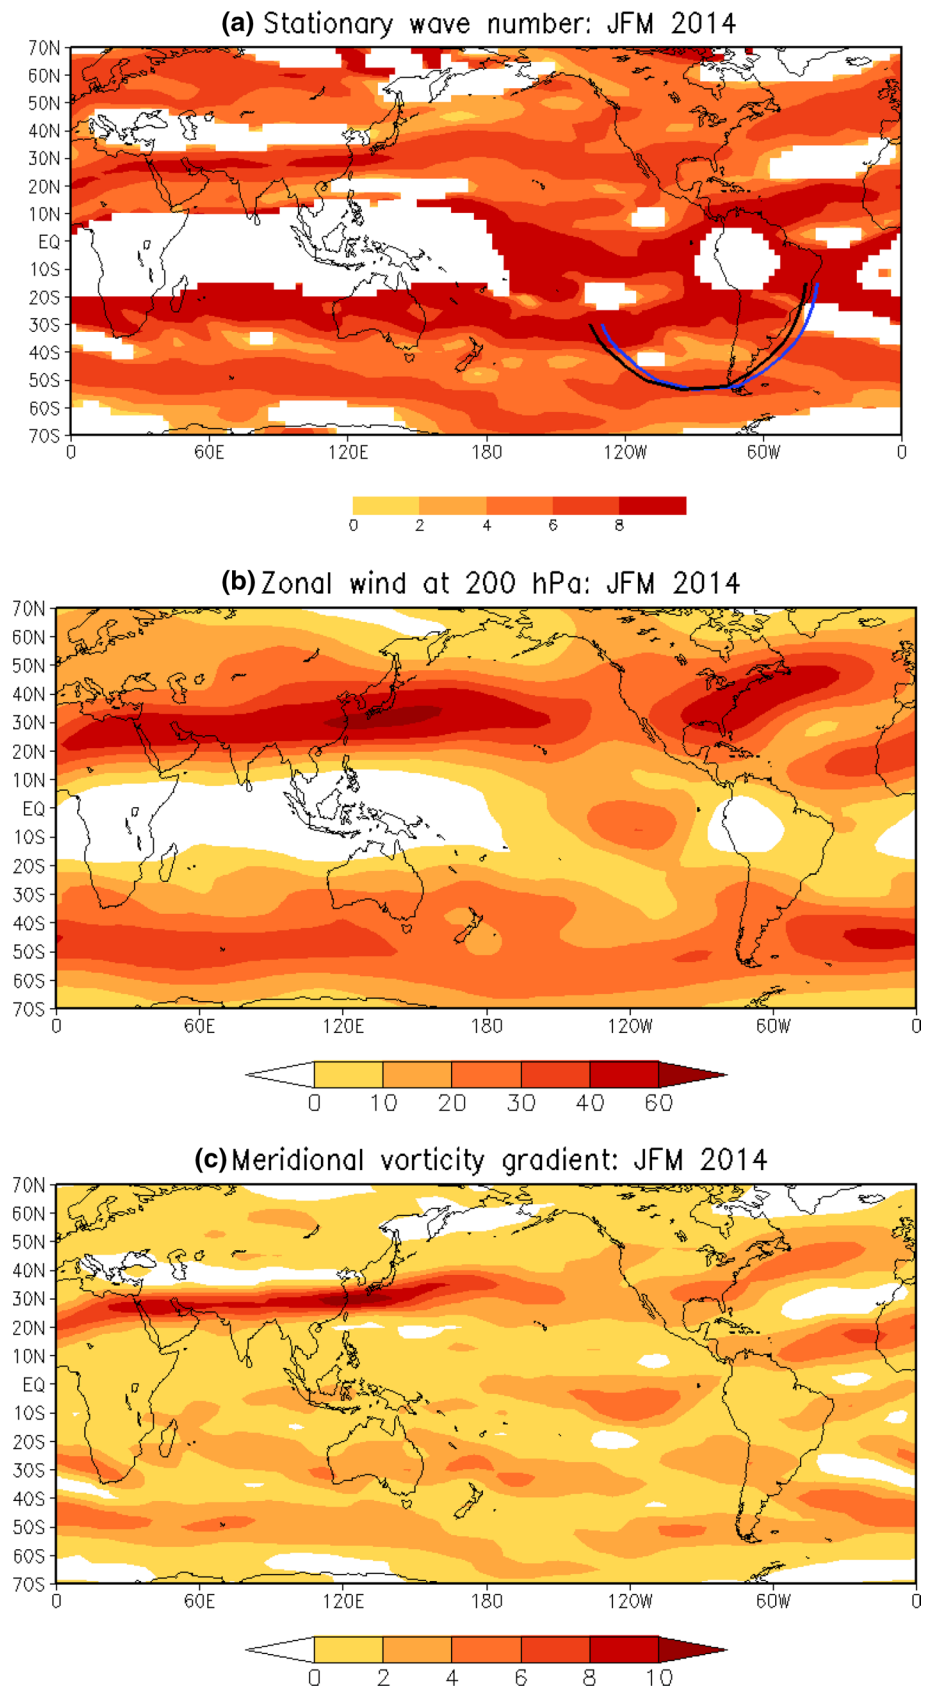 (a) Stationary wave number: JFM 2014
70N
60N
50N
40N
30N
20N
10N
EQ
10S
20S
30S
40S
50S
60S
70S
0 60E 120E 180 120W 60W 0
0 2 4 6 8
(b) Zonal wind at 200 hPa: JFM 2014
70N
60N
50N
40N
30N
20N
10N
EQ
10S
20S
30S
40S
50S
60S
70S
0 60E 120E 180 120W 60W 0
0 10 20 30 40 60
(c) Meridional vorticity gradient: JFM 2014
70N
60N
50N
40N
30N
20N
10N
EQ
10S
20S
30S
40S
50S
60S
70S
0 60E 120E 180 120W 60W 0
0 2 4 6 8 10